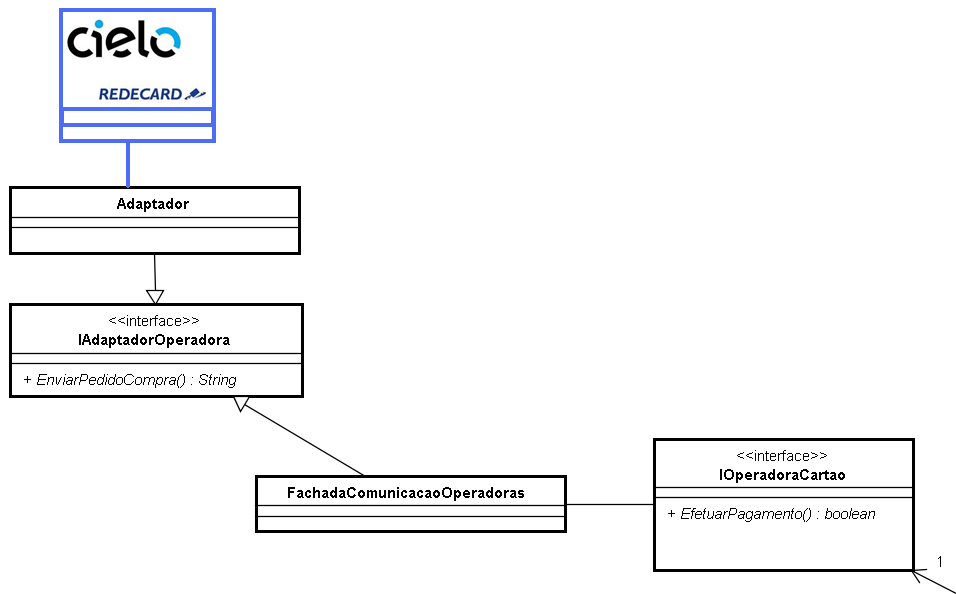 cielo
REDECARD
Adaptador
<<interface>>
IAdaptadorOperadora
+ EnviarPedidoCompra() : String
FachadaComunicacaoOperadoras
<<interface>>
IOperadoraCartao
+ EfetuarPagamento() : boolean
1